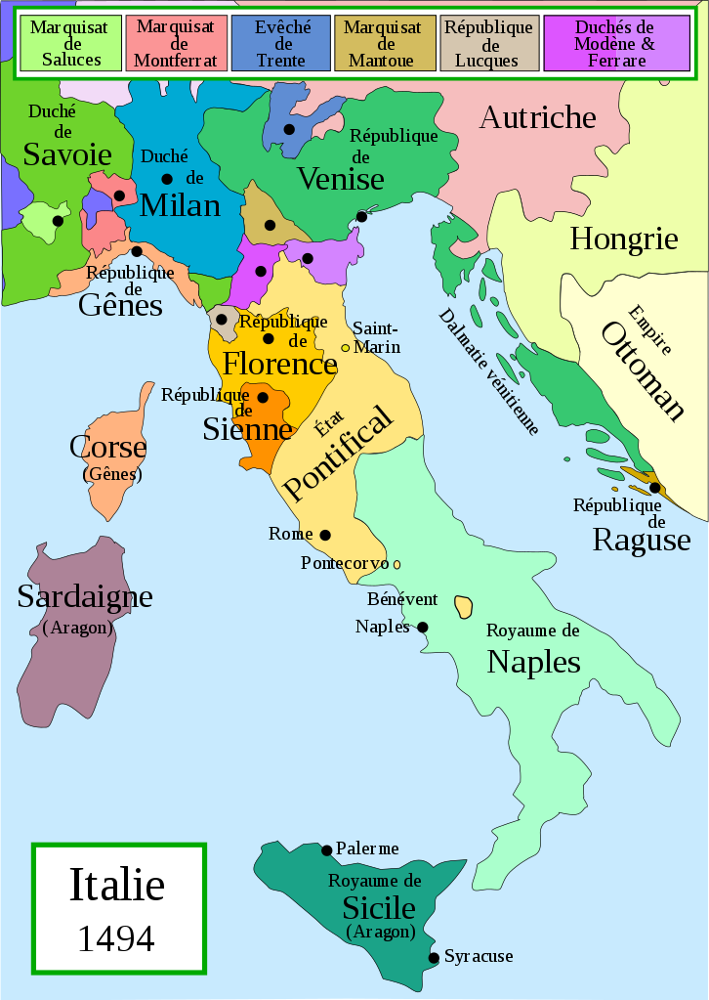 Marquisat
de
Saluces
Marquisat
de
Montferrat
Evêché
de
Trente
Marquisat
de
Mantoue
République
de
Lucques
Duchés de
Modène &
Ferrare
Duché
de
Savoie
Duché
de
Milan
République
de
Venise
Autriche
Hongrie
République
de
Gênes
République
de
Florence
Saint-
Marin
Dalmatie vénitienne
Empire
Ottoman
République
de
Sienne
État
Pontifical
Corse
(Gênes)
République
de
Raguse
Rome
Pontecorvo
Sardaigne
(Aragon)
Bénévent
Naples
Royaume de
Naples
Palerme
Royaume de
Sicile
(Aragon)
Syracuse
Italie
1494